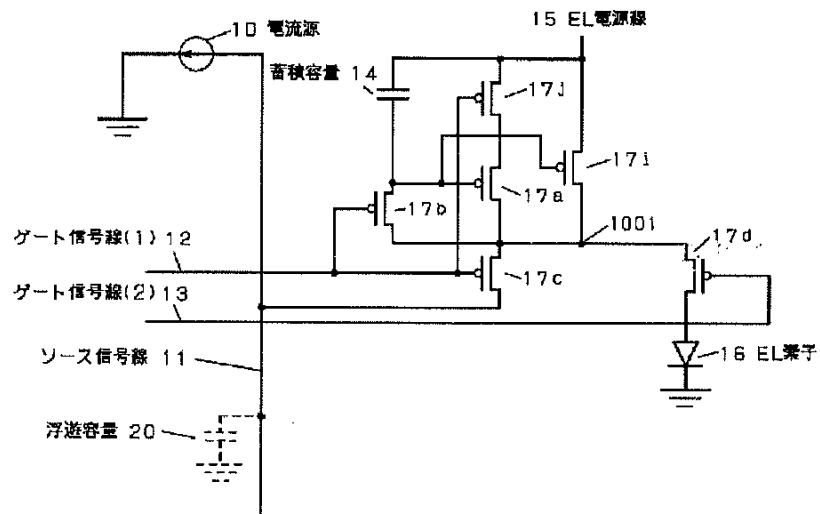 10 電流源
15 EL電源線
蓄積容量 14
17j
17i
17a
17b
1001
17d
ゲート信号線(1) 12
17c
ゲート信号線(2) 13
ソース信号線 11
16 EL素子
浮遊容量 20